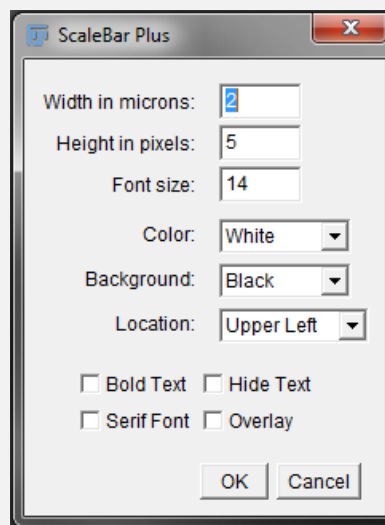 ScaleBar Plus
Width in microns: 2
Height in pixels: 5
Font size: 14
Color: White
Background: Black
Location: Upper Left
Bold Text Hide Text
Serif Font Overlay
OK Cancel